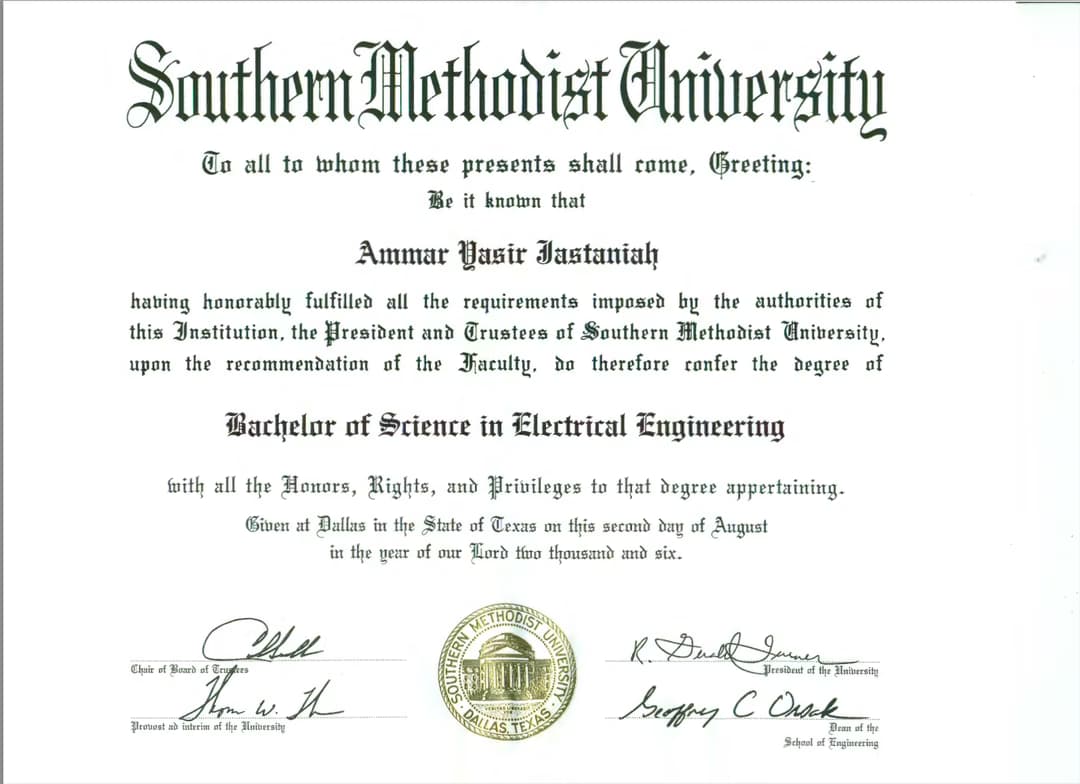 Southern Methodist University
To all to whom these presents shall come, Greeting:
Be it known that
Ammar Yasir Jastaniah
having honorably fulfilled all the requirements imposed by the authorities of
this Institution, the President and Trustees of Southern Methodist University,
upon the recommendation of the Faculty, do therefore confer the degree of
Bachelor of Science in Electrical Engineering
with all the Honors, Rights, and Privileges to that degree appertaining.
Given at Dallas in the State of Texas on this second day of August
in the year of our Lord two thousand and six.
Chair of Board of Trustees
R. Gerald Turner
President of the University
SOUTHERN METHODIST UNIVERSITY
DALLAS, TEXAS
Thom W.
Provost ad interim of the University
Geoffrey C Orsak
Dean of the
School of Engineering